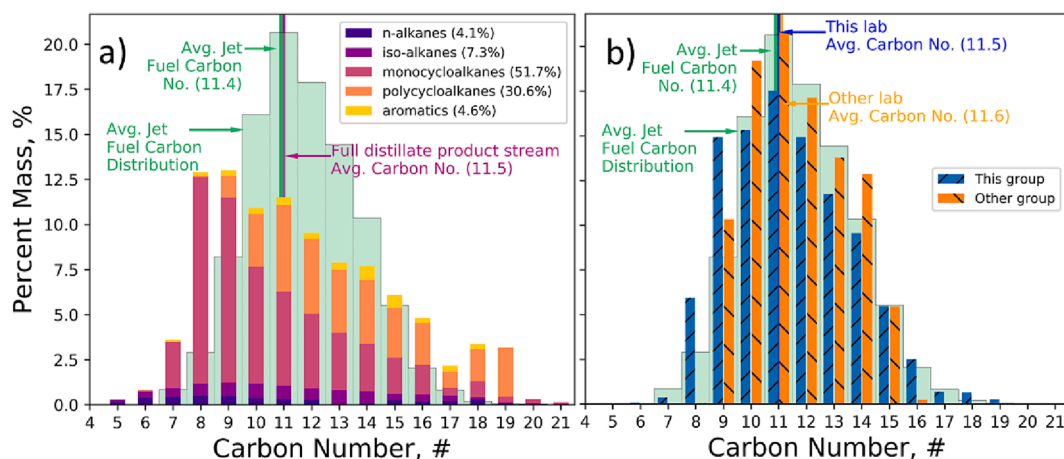 a)
20.0
17.5
15.0
12.5
10.0
7.5
5.0
2.5
0.0
Percent Mass, %
Avg. Jet
Fuel Carbon
No. (11.4)
Avg. Jet
Fuel Carbon
Distribution
n-alkanes (4.1%)
iso-alkanes (7.3%)
monocycloalkanes (51.7%)
polycycloalkanes (30.6%)
aromatics (4.6%)
Full distillate product stream
Avg. Carbon No. (11.5)
4 5 6 7 8 9 10 11 12 13 14 15 16 17 18 19 20 21
Carbon Number, #
b)
Avg. Jet
Fuel Carbon
No. (11.4)
Avg. Jet
Fuel Carbon
Distribution
This lab
Avg. Carbon No. (11.5)
Other lab
Avg. Carbon No. (11.6)
This group
Other group
4 5 6 7 8 9 10 11 12 13 14 15 16 17 18 19 20 21
Carbon Number, #